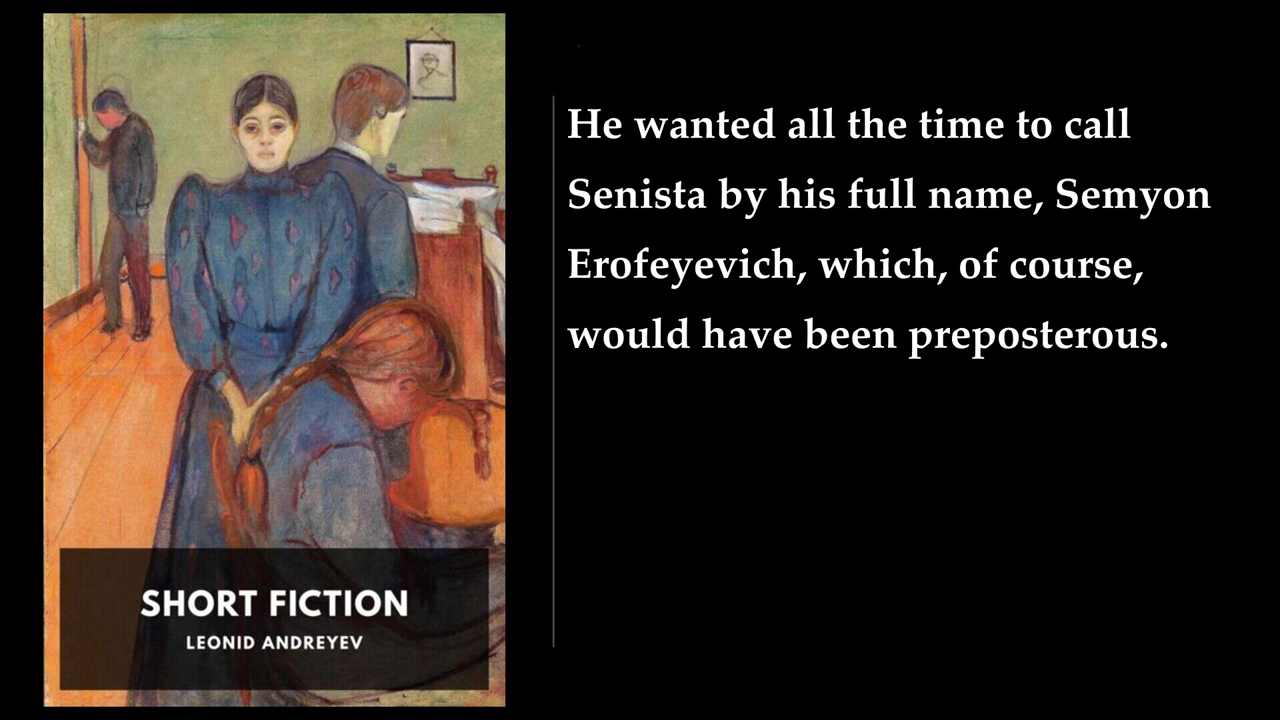 He wanted all the time to call
Senista by his full name, Semyon
Erofeyevich, which, of course,
would have been preposterous.
SHORT FICTION
LEONID ANDREYEV